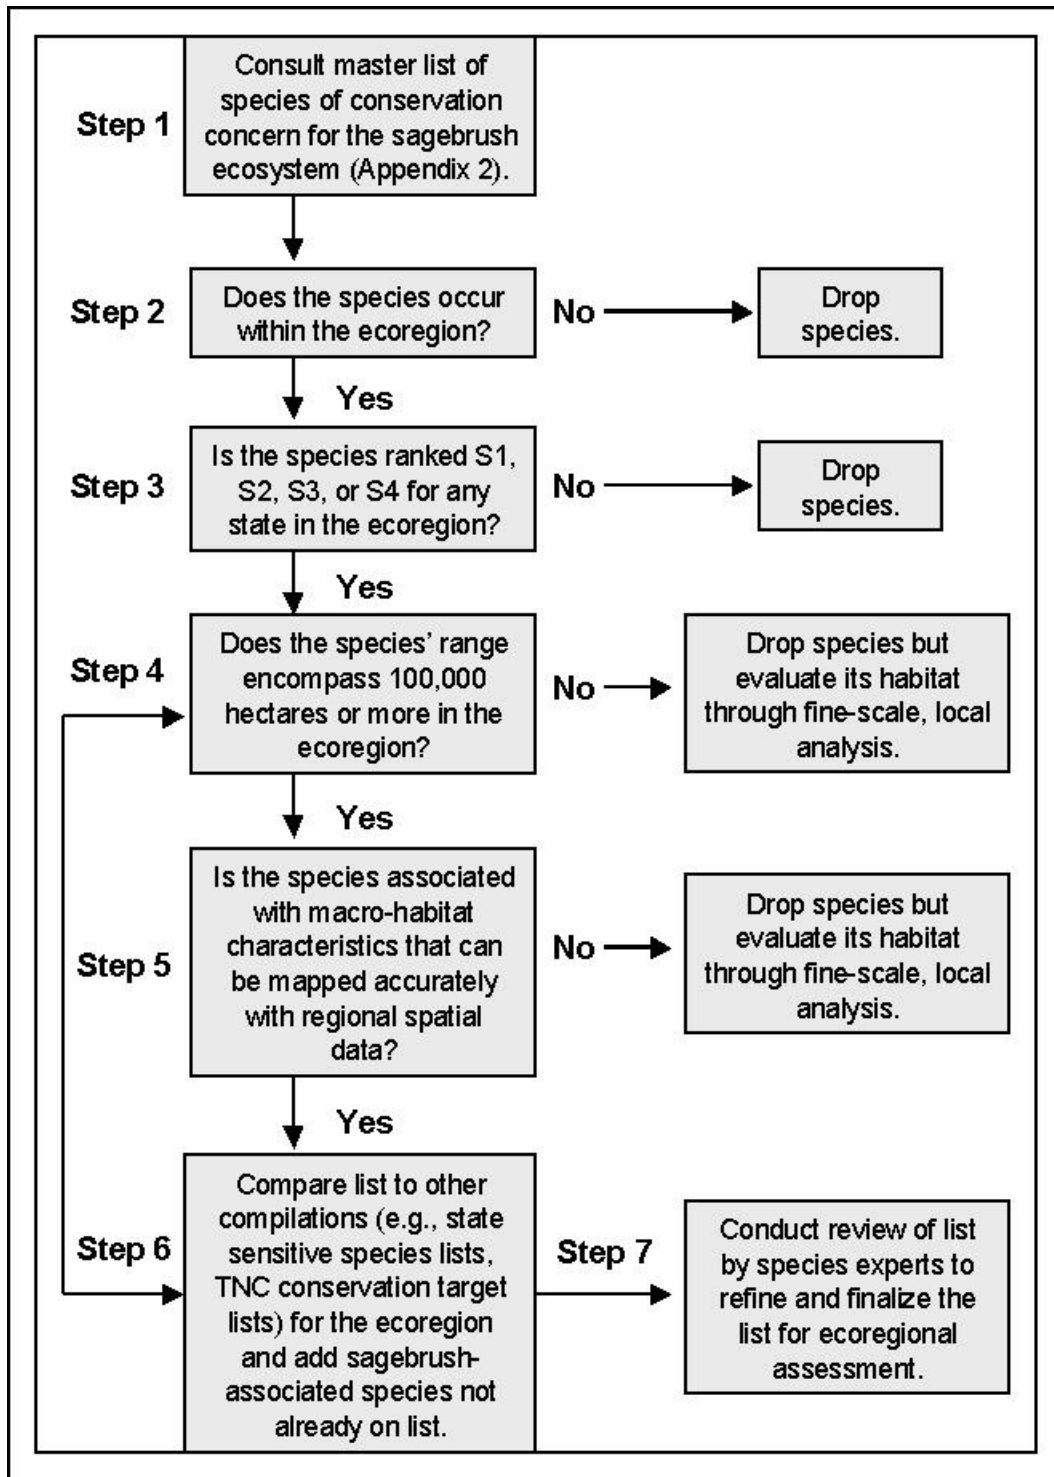 Step 1
Consult master list of
species of conservation
concern for the sagebrush
ecosystem (Appendix 2).
Step 2
Does the species occur
within the ecoregion?
No
Drop
species.
Yes
Step 3
Is the species ranked S1,
S2, S3, or S4 for any
state in the ecoregion?
No
Drop
species.
Yes
Step 4
Does the species’ range
encompass 100,000
hectares or more in the
ecoregion?
No
Drop species but
evaluate its habitat
through fine-scale, local
analysis.
Yes
Step 5
Is the species associated
with macro-habitat
characteristics that can
be mapped accurately
with regional spatial
data?
No
Drop species but
evaluate its habitat
through fine-scale, local
analysis.
Yes
Step 6
Compare list to other
compilations (e.g., state
sensitive species lists,
TNC conservation target
lists) for the ecoregion
and add sagebrush-
associated species not
already on list.
Step 7
Conduct review of list
by species experts to
refine and finalize the
list for ecoregional
assessment.